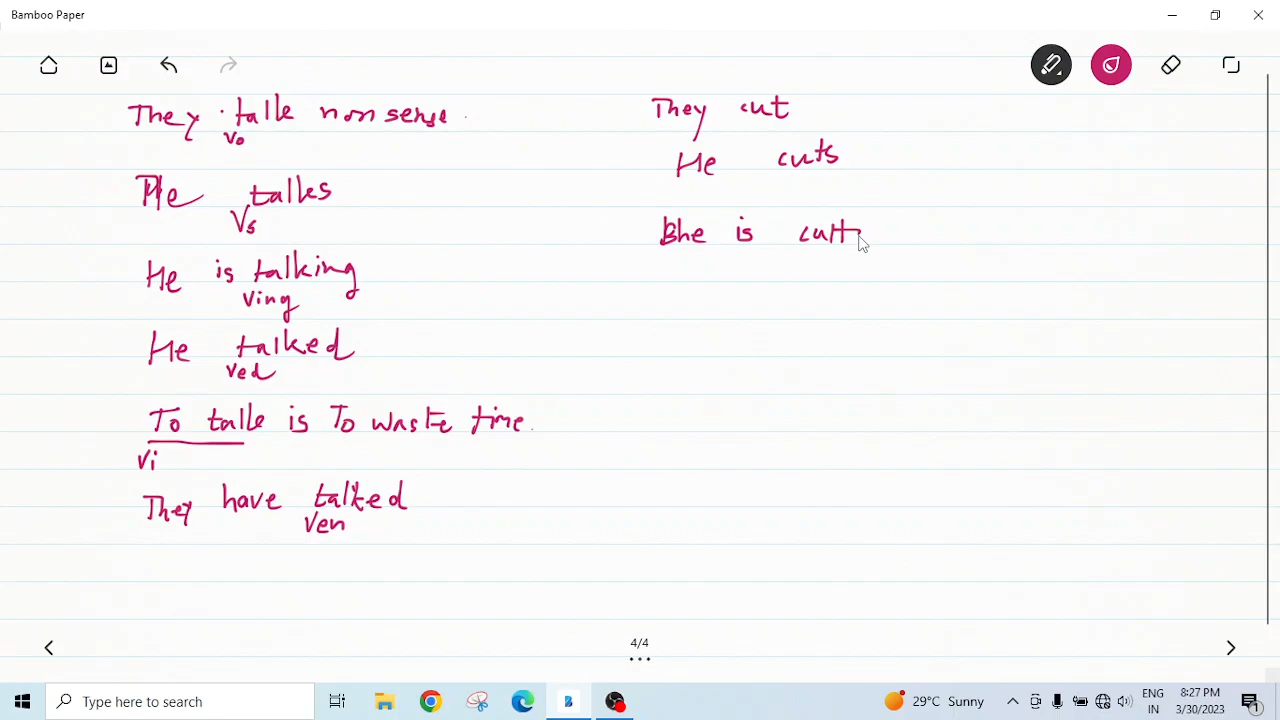 Bamboo Paper
They talk nonsense.
vo
He talks
Vs
He is talking
ving
He talked
ved
To talk is To waste time.
vi
They have talked
ven
They cut
He cuts
She is cutt
4/4
Type here to search
29°C Sunny
ENG
IN
8:27 PM
3/30/2023
1